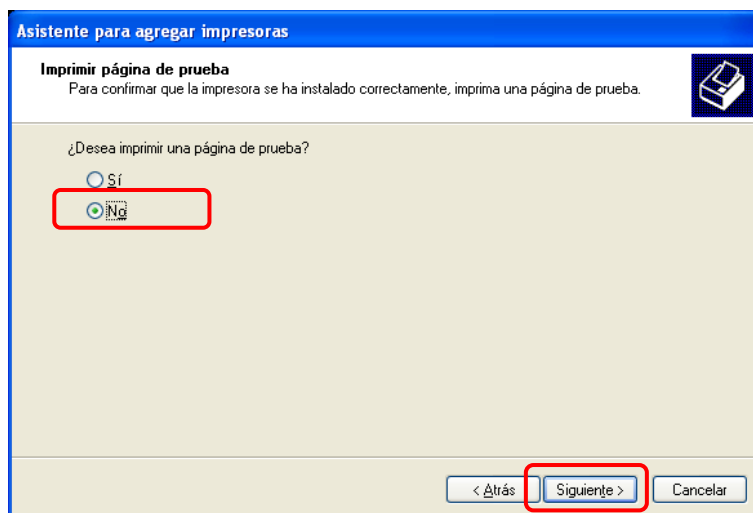 Asistente para agregar impresoras
Imprimir página de prueba
Para confirmar que la impresora se ha instalado correctamente, imprima una página de prueba.
¿Desea imprimir una página de prueba?
Sí
No
< Atrás
Siguiente >
Cancelar